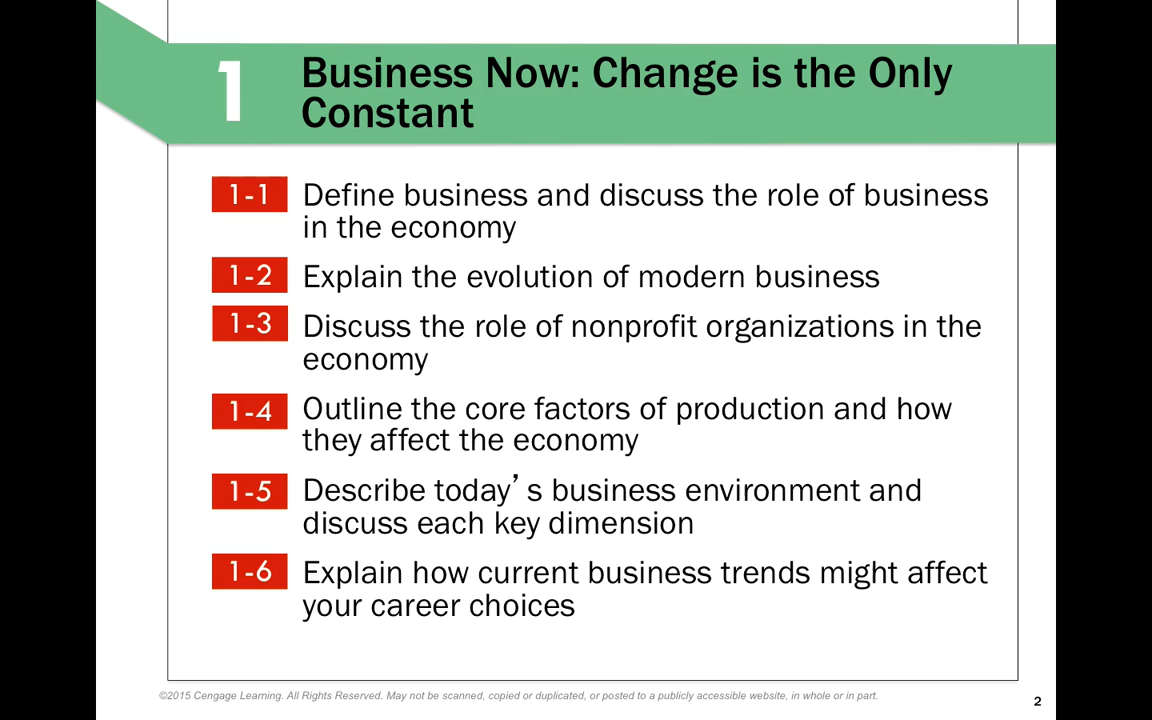 1
Business Now: Change is the Only
Constant
1-1
Define business and discuss the role of business
in the economy
1-2
Explain the evolution of modern business
1-3
Discuss the role of nonprofit organizations in the
economy
1-4
Outline the core factors of production and how
they affect the economy
1-5
Describe today’s business environment and
discuss each key dimension
1-6
Explain how current business trends might affect
your career choices
©2015 Cengage Learning. All Rights Reserved. May not be scanned, copied or duplicated, or posted to a publicly accessible website, in whole or in part.
2